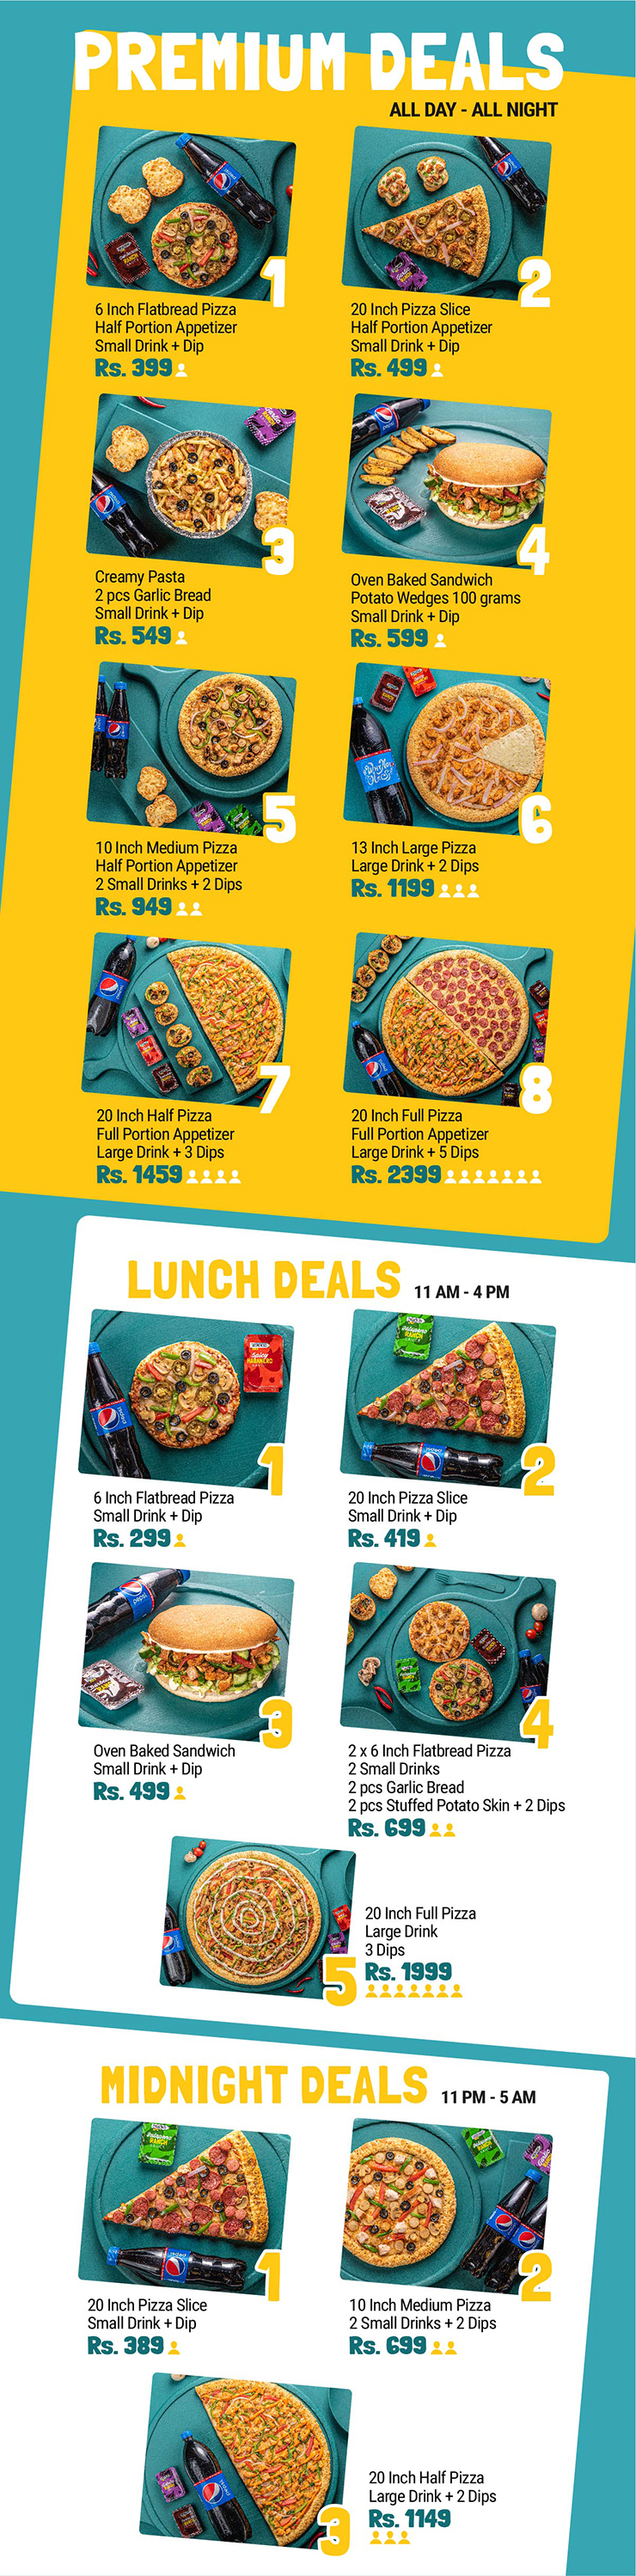 PREMIUM DEALS
ALL DAY - ALL NIGHT
1
6 Inch Flatbread Pizza
Half Portion Appetizer
Small Drink + Dip
Rs. 399
2
20 Inch Pizza Slice
Half Portion Appetizer
Small Drink + Dip
Rs. 499
3
Creamy Pasta
2 pcs Garlic Bread
Small Drink + Dip
Rs. 549
4
Oven Baked Sandwich
Potato Wedges 100 grams
Small Drink + Dip
Rs. 599
5
10 Inch Medium Pizza
Half Portion Appetizer
2 Small Drinks + 2 Dips
Rs. 949
6
13 Inch Large Pizza
Large Drink + 2 Dips
Rs. 1199
7
20 Inch Half Pizza
Full Portion Appetizer
Large Drink + 3 Dips
Rs. 1459
8
20 Inch Full Pizza
Full Portion Appetizer
Large Drink + 5 Dips
Rs. 2399
LUNCH DEALS 11 AM - 4 PM
1
6 Inch Flatbread Pizza
Small Drink + Dip
Rs. 299
2
20 Inch Pizza Slice
Small Drink + Dip
Rs. 419
pepsi
3
Oven Baked Sandwich
Small Drink + Dip
Rs. 499
4
2 x 6 Inch Flatbread Pizza
2 Small Drinks
2 pcs Garlic Bread
2 pcs Stuffed Potato Skin + 2 Dips
Rs. 699
5
20 Inch Full Pizza
Large Drink
3 Dips
Rs. 1999
MIDNIGHT DEALS 11 PM - 5 AM
1
20 Inch Pizza Slice
Small Drink + Dip
Rs. 389
2
10 Inch Medium Pizza
2 Small Drinks + 2 Dips
Rs. 699
3
20 Inch Half Pizza
Large Drink + 2 Dips
Rs. 1149